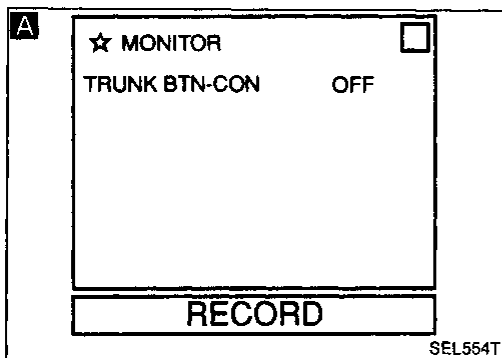 A
☆ MONITOR
TRUNK BTN-CON OFF
RECORD
SEL554T